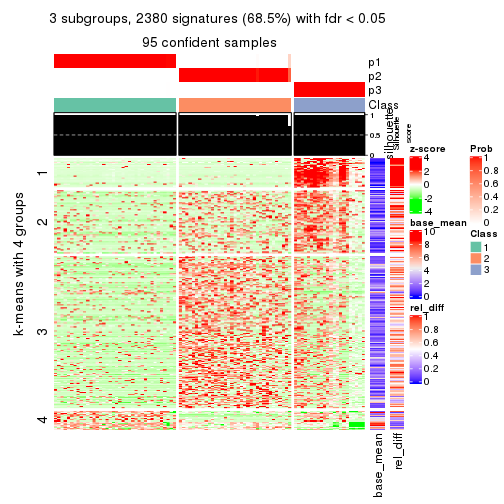 3 subgroups, 2380 signatures (68.5%) with fdr < 0.05
95 confident samples
p1
p2
p3
Class
1
0.5
0
silhouette
Silhouette
score
k-means with 4 groups
1
2
3
4
base_mean
rel_diff
z-score
4
2
0
-2
-4
base_mean
10
8
6
4
2
0
rel_diff
1
0.8
0.6
0.4
0.2
0
Prob
1
0.8
0.6
0.4
0.2
0
Class
1
2
3